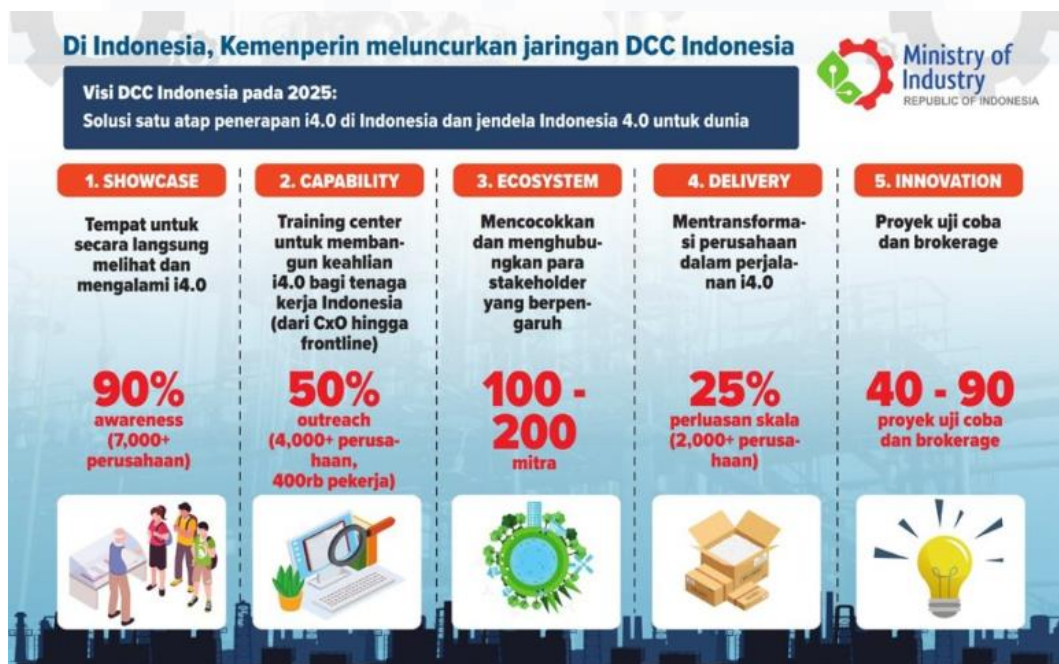 Di Indonesia, Kemenperin meluncurkan jaringan DCC Indonesia
Ministry of
Industry
REPUBLIC OF INDONESIA
Visi DCC Indonesia pada 2025:
Solusi satu atap penerapan i4.0 di Indonesia dan jendela Indonesia 4.0 untuk dunia
1. SHOWCASE
Tempat untuk
secara langsung
melihat dan
mengalami i4.0
90%
awareness
(7,000+
perusahaan)
2. CAPABILITY
Training center
untuk memban-
gun keahlian
i4.0 bagi tenaga
kerja Indonesia
(dari CxO hingga
frontline)
50%
outreach
(4,000+ perusa-
haan,
400rb pekerja)
3. ECOSYSTEM
Mencocokkan
dan menghubu-
ngkan para
stakeholder
yang berpen-
garuh
100 -
200
mitra
4. DELIVERY
Mentransforma-
si perusahaan
dalam perjala-
nan i4.0
25%
perluasan skala
(2,000+ perusa-
haan)
5. INNOVATION
Proyek uji coba
dan brokerage
40 - 90
proyek uji coba
dan brokerage